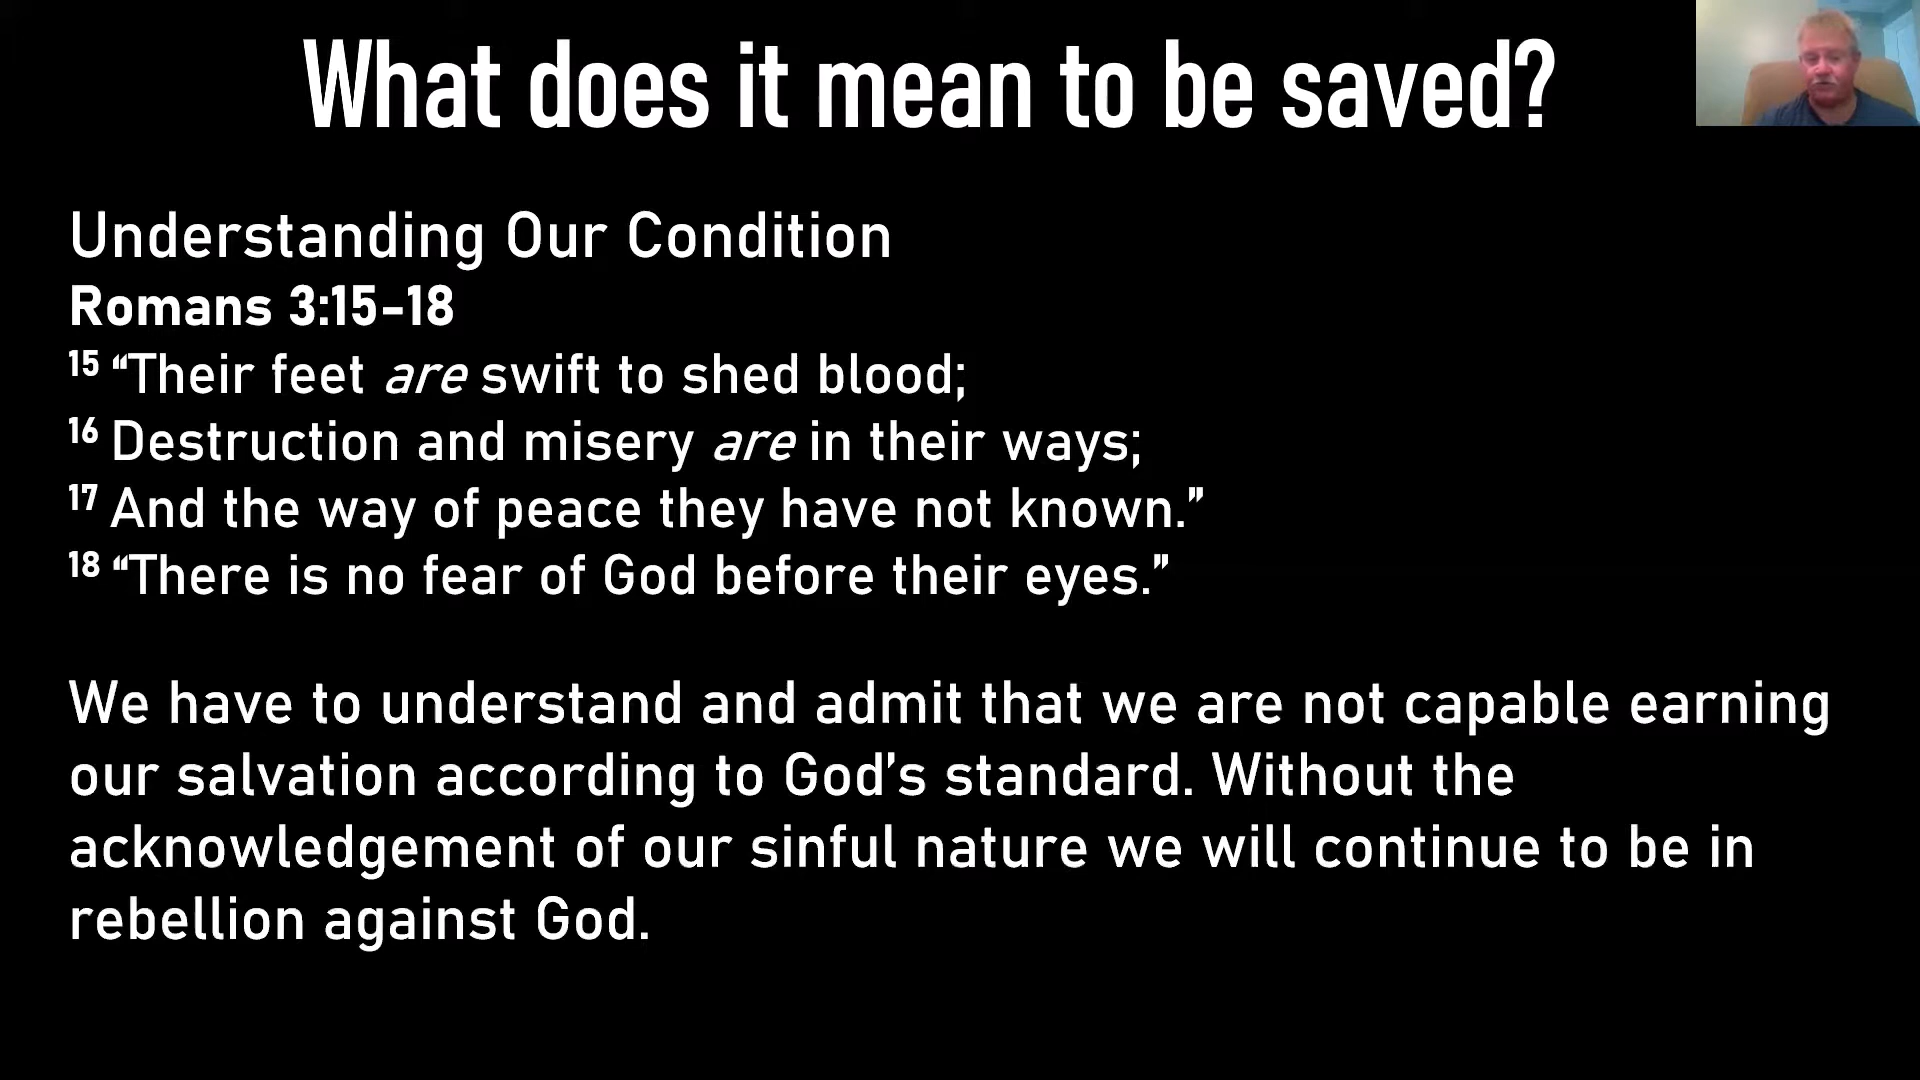 What does it mean to be saved?
Understanding Our Condition
Romans 3:15-18
15 “Their feet are swift to shed blood;
16 Destruction and misery are in their ways;
17 And the way of peace they have not known.”
18 “There is no fear of God before their eyes.”
We have to understand and admit that we are not capable earning
our salvation according to God’s standard. Without the
acknowledgement of our sinful nature we will continue to be in
rebellion against God.